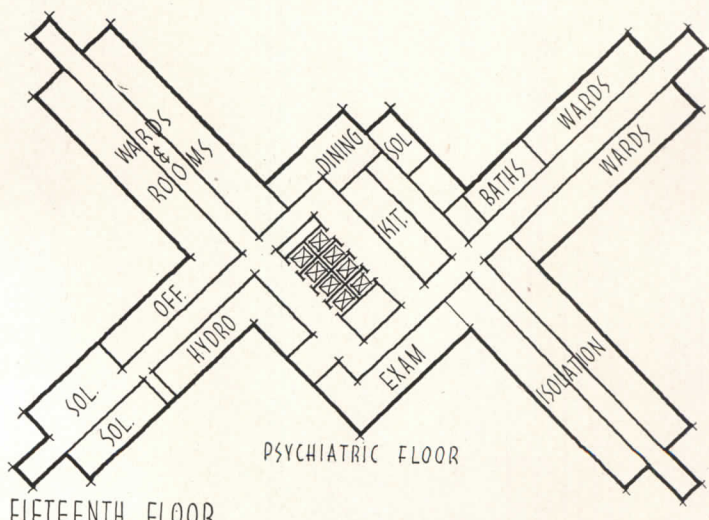 WARDS
&
ROOMS
DINING
SOL
KIT.
BATHS
WARDS
WARDS
OFF.
HYDRO
SOL.
SOL.
EXAM
ISOLATION
PSYCHIATRIC FLOOR
FIFTEENTH FLOOR